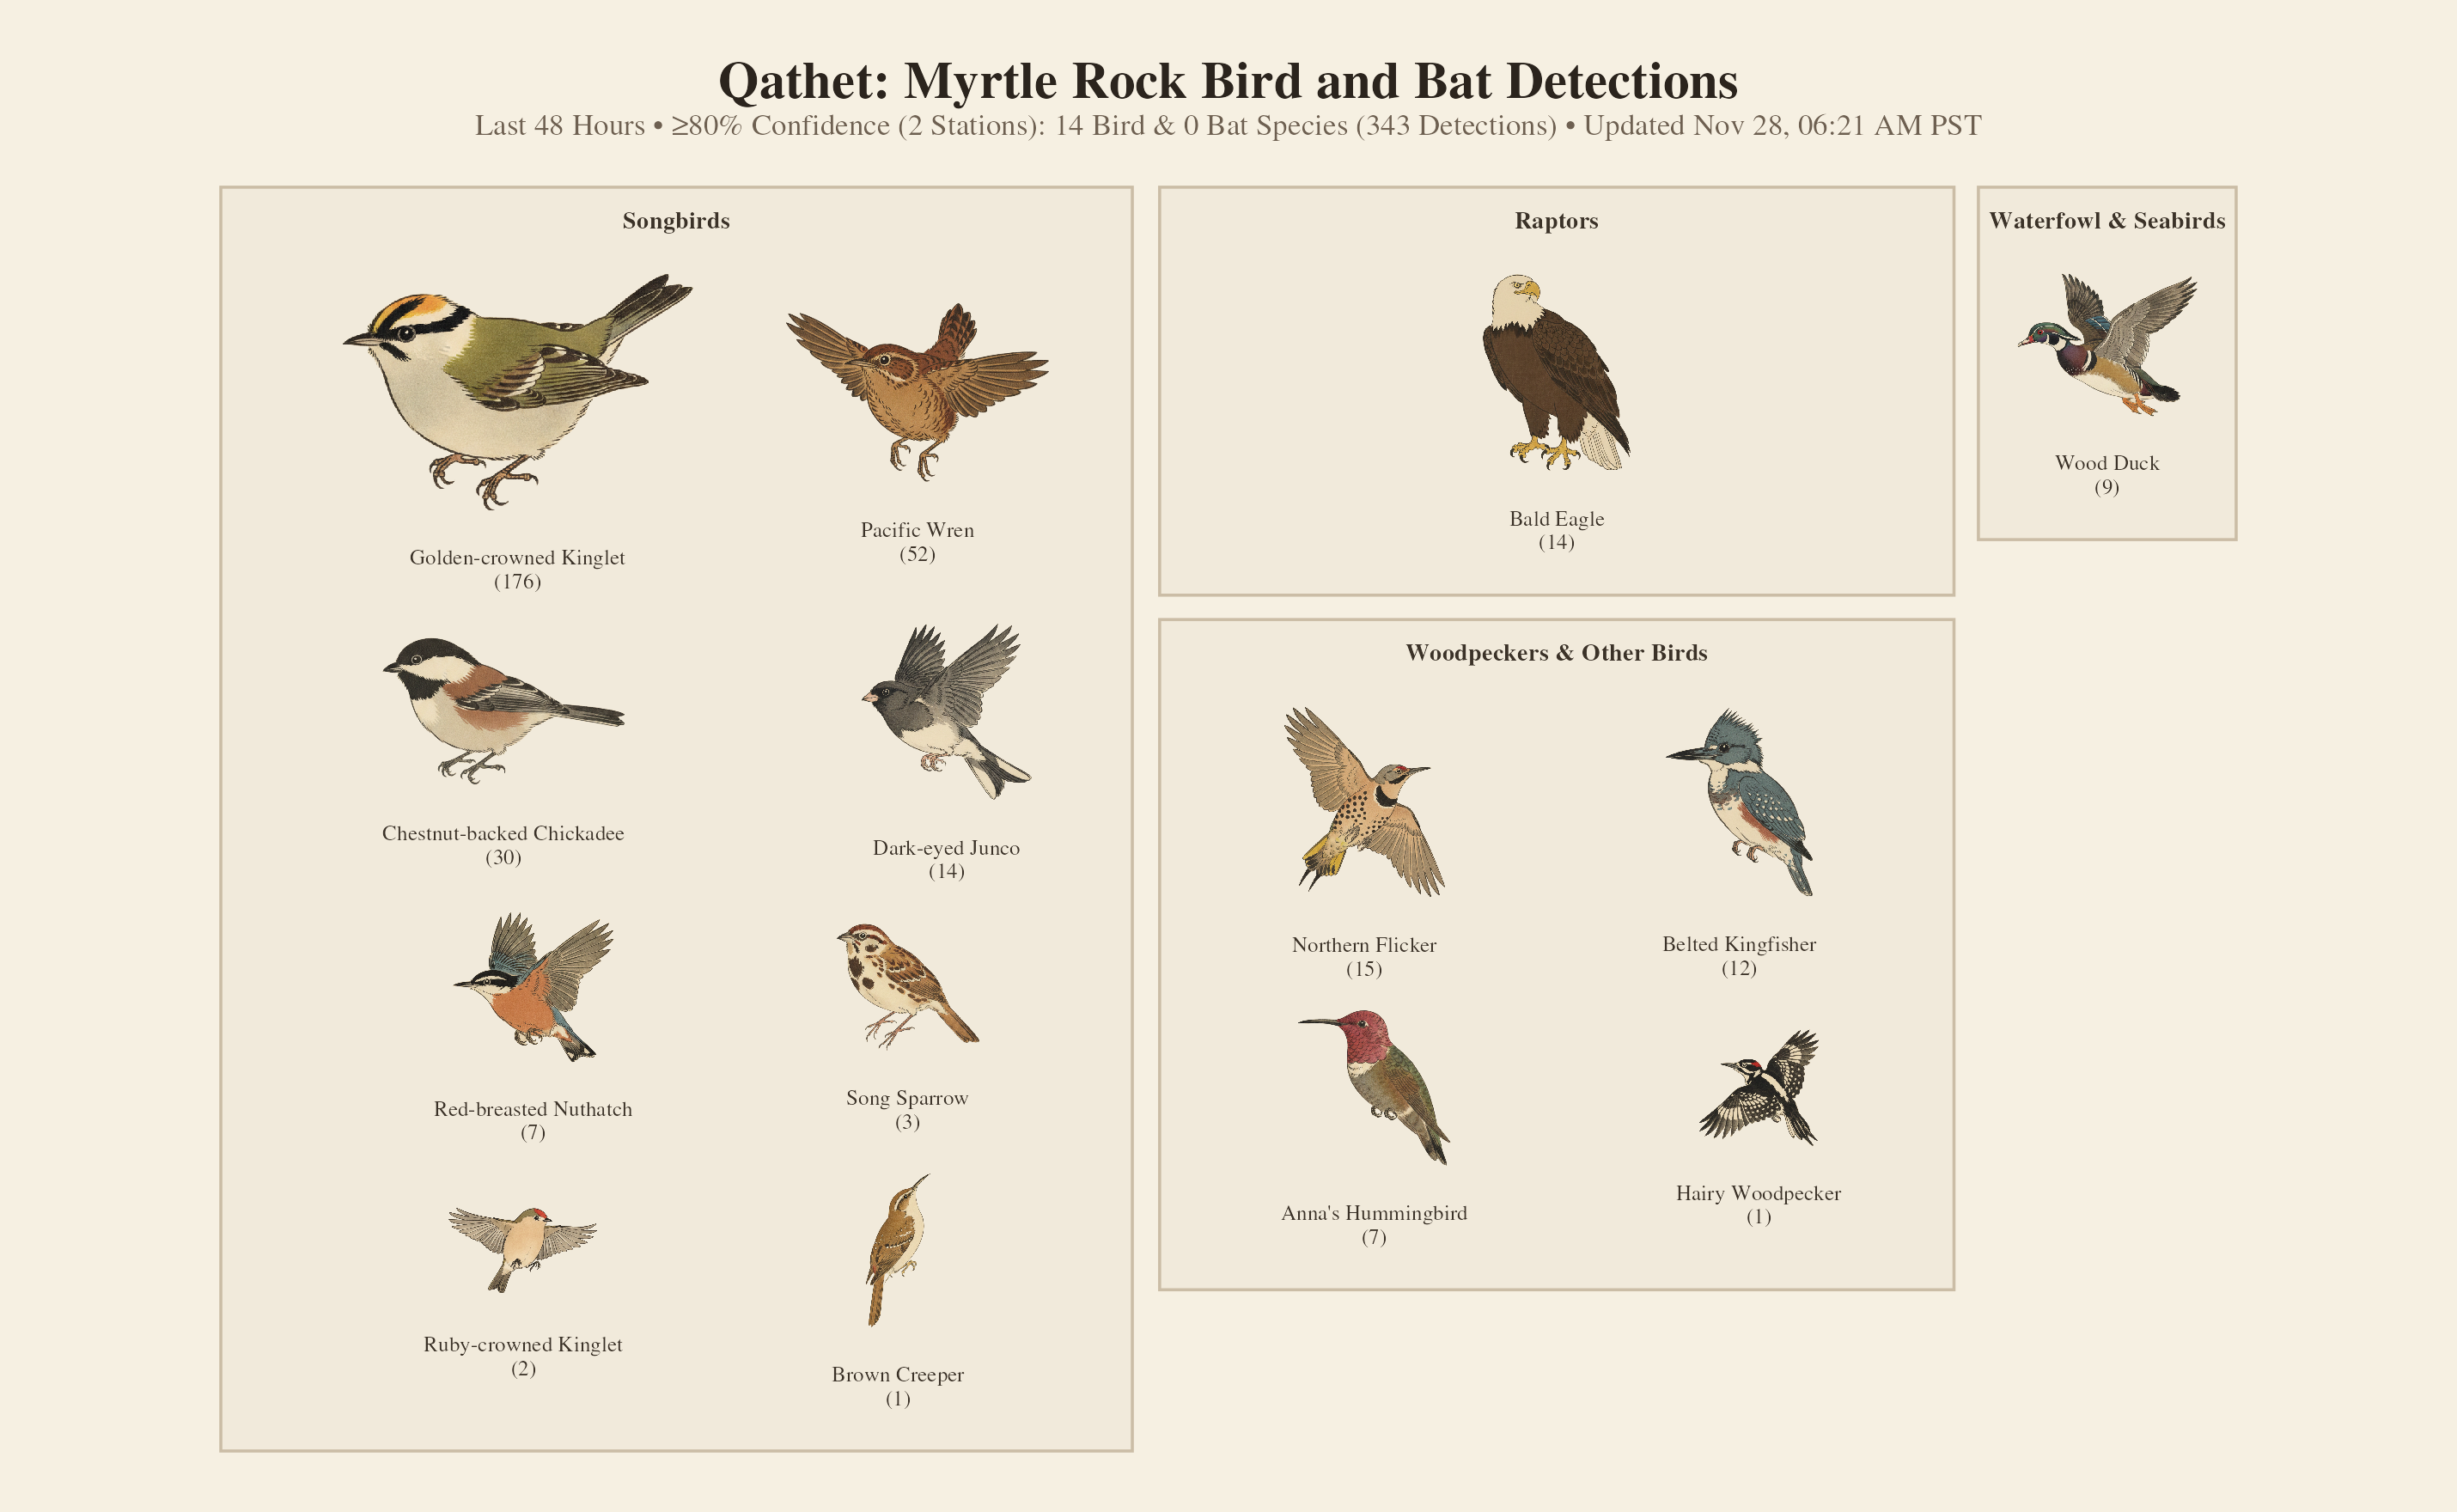 Qathet: Myrtle Rock Bird and Bat Detections
Last 48 Hours • ≥80% Confidence (2 Stations): 14 Bird & 0 Bat Species (343 Detections) • Updated Nov 28, 06:21 AM PST
Songbirds
Golden-crowned Kinglet
(176)
Pacific Wren
(52)
Chestnut-backed Chickadee
(30)
Dark-eyed Junco
(14)
Red-breasted Nuthatch
(7)
Song Sparrow
(3)
Ruby-crowned Kinglet
(2)
Brown Creeper
(1)
Raptors
Bald Eagle
(14)
Woodpeckers & Other Birds
Northern Flicker
(15)
Belted Kingfisher
(12)
Anna's Hummingbird
(7)
Hairy Woodpecker
(1)
Waterfowl & Seabirds
Wood Duck
(9)